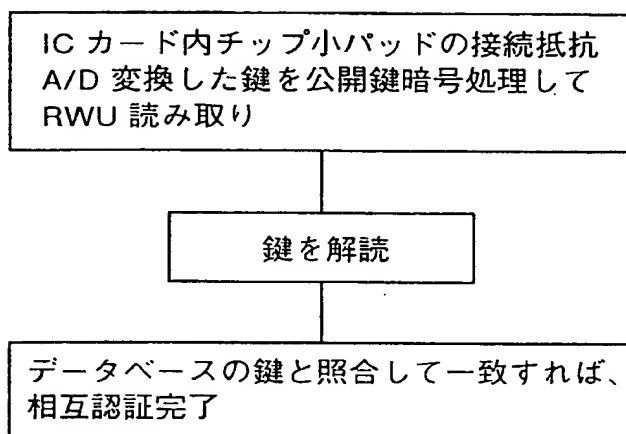 IC カード内チップ小パッドの接続抵抗
A/D 変換した鍵を公開鍵暗号処理して
RWU 読み取り
鍵を解読
データベースの鍵と照合して一致すれば、
相互認証完了